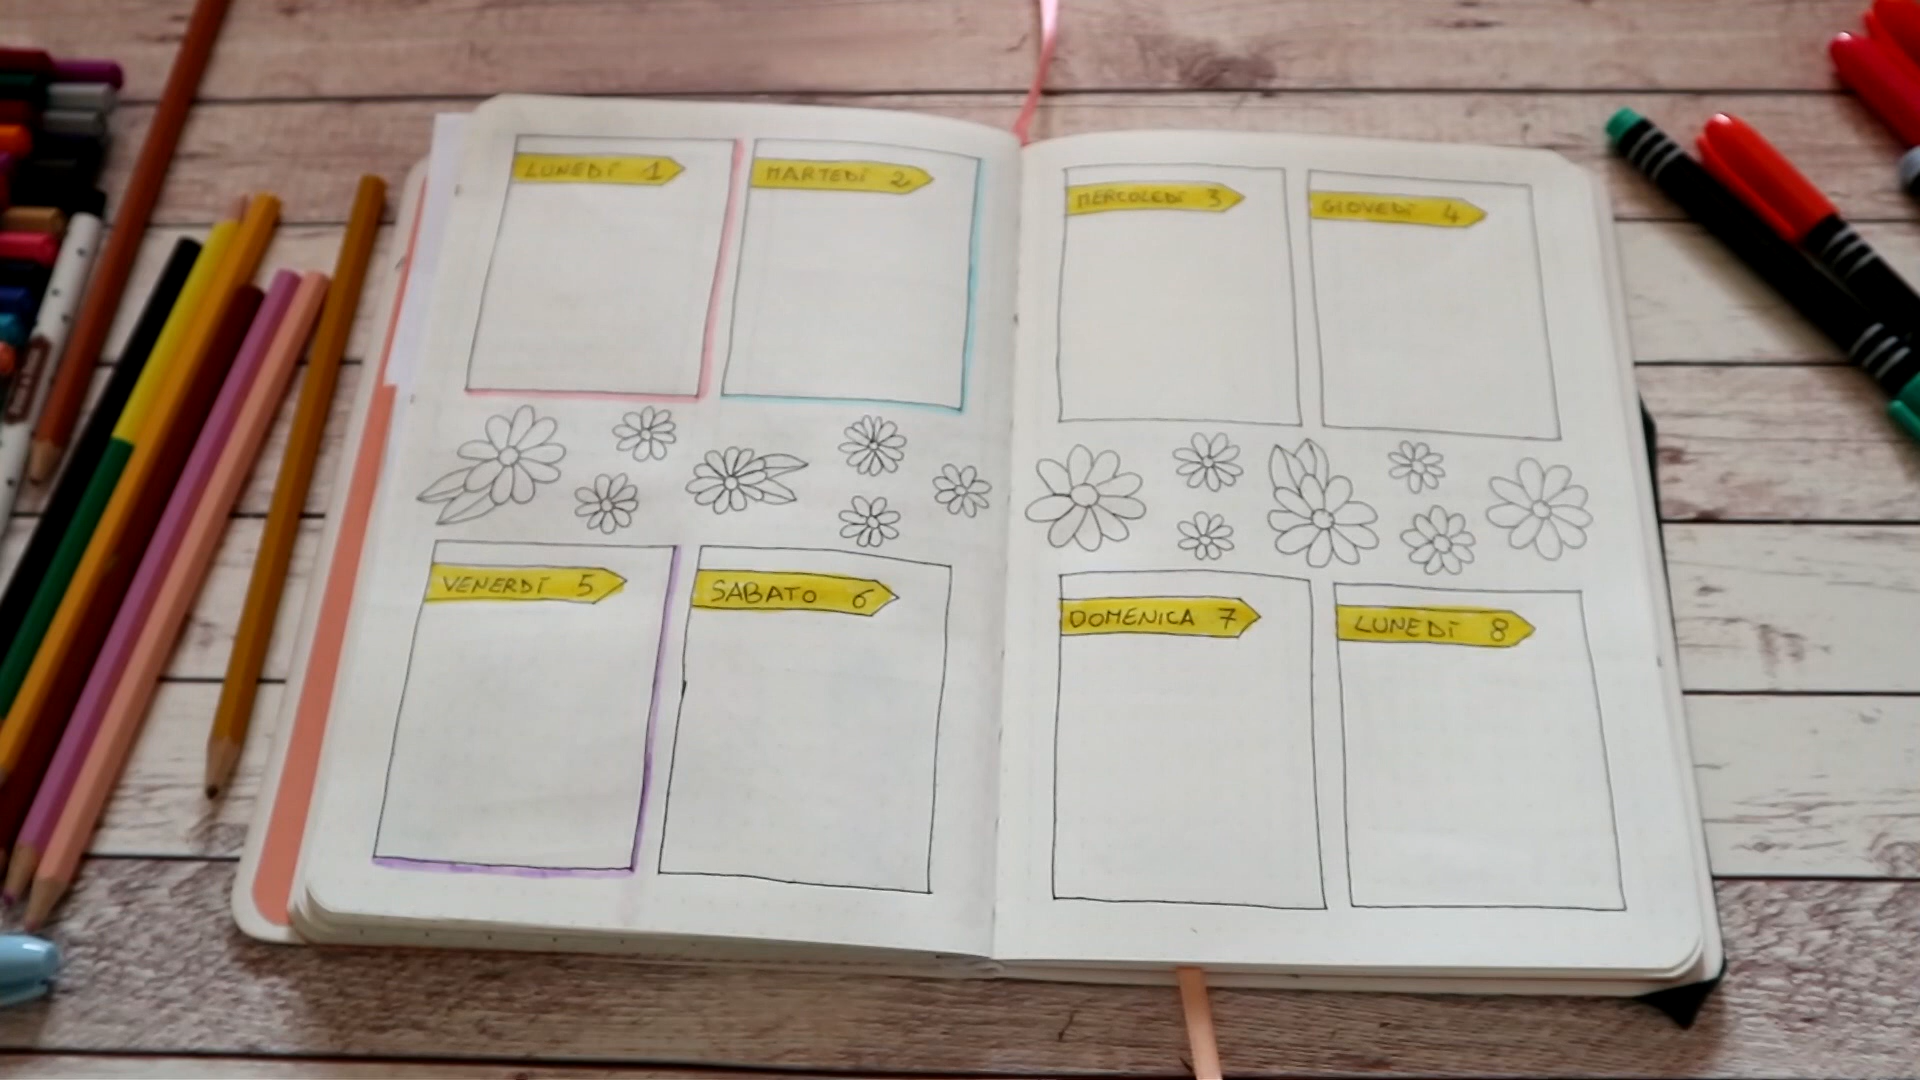 LUNEDÌ 1
MARTEDÌ 2
MERCOLEDÌ 3
GIOVEDÌ 4
VENERDÌ 5
SABATO 6
DOMENICA 7
LUNEDÌ 8